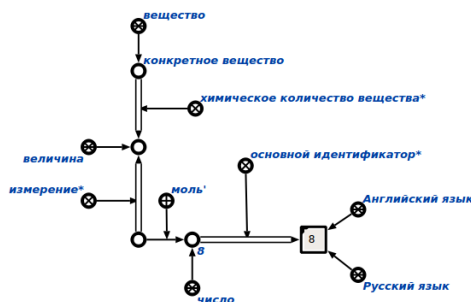 вещество
конкретное вещество
химическое количество вещества*
величина
основной идентификатор*
измерение*
моль'
Английский язык
8
8
Русский язык
число